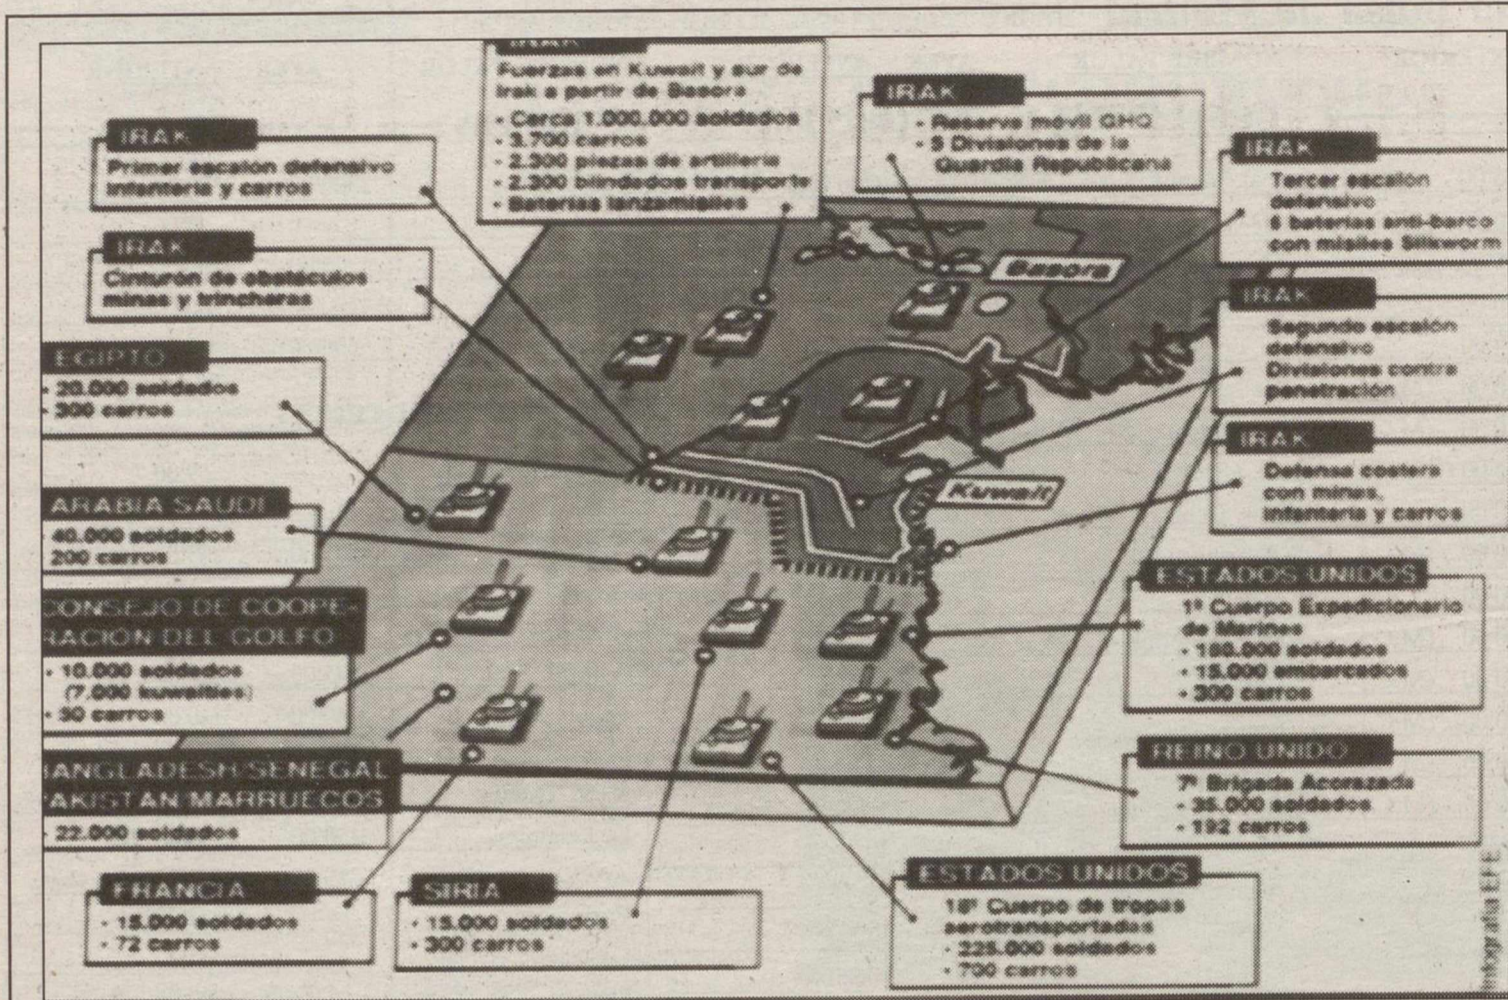 IRAK
Fuerzas en Kuwait y sur de
Irak a partir de Basora
- Cerca 1.000.000 soldados
- 3.700 carros
- 2.300 piezas de artillería
- 2.300 blindados transporte
- Baterías lanzamisiles
IRAK
- Reserva móvil GHQ
- 5 Divisiones de la
Guardia Republicana
IRAK
Primer escalón defensivo
infantería y carros
IRAK
Tercer escalón
defensivo
6 baterías anti-barco
con misiles Silkworm
IRAK
Cinturón de obstáculos
minas y trincharas
Basora
IRAK
Segundo escalón
defensivo
Divisiones contra
penetración
EGIPTO
- 20.000 soldados
- 300 carros
IRAK
Defensa costera
con minas,
infantería y carros
Kuwait
ARABIA SAUDI
- 40.000 soldados
200 carros
ESTADOS UNIDOS
1º Cuerpo Expedicionario
de Marines
- 180.000 soldados
- 15.000 embarcados
- 300 carros
CONSEJO DE COOPE-
RACION DEL GOLFO
- 10.000 soldados
(7.000 kuwaities)
- 30 carros
REINO UNIDO
7ª Brigada Acorazada
- 35.000 soldados
- 192 carros
BANGLADESH SENEGAL
PAKISTAN MARRUECOS
- 22.000 soldados
FRANCIA
- 15.000 soldados
- 72 carros
SIRIA
- 15.000 soldados
- 300 carros
ESTADOS UNIDOS
18º Cuerpo de tropas
aerotransportadas
- 225.000 soldados
- 700 carros
Infografía EFE